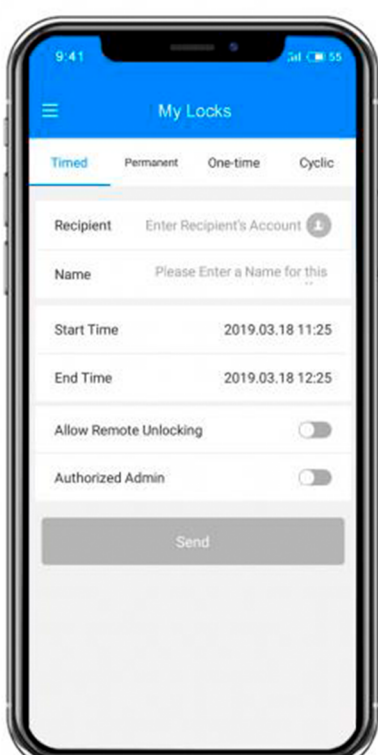 9:41
55
My Locks
Timed Permanent One-time Cyclic
Recipient Enter Recipient's Account
Name Please Enter a Name for this
Start Time 2019.03.18 11:25
End Time 2019.03.18 12:25
Allow Remote Unlocking
Authorized Admin
Send